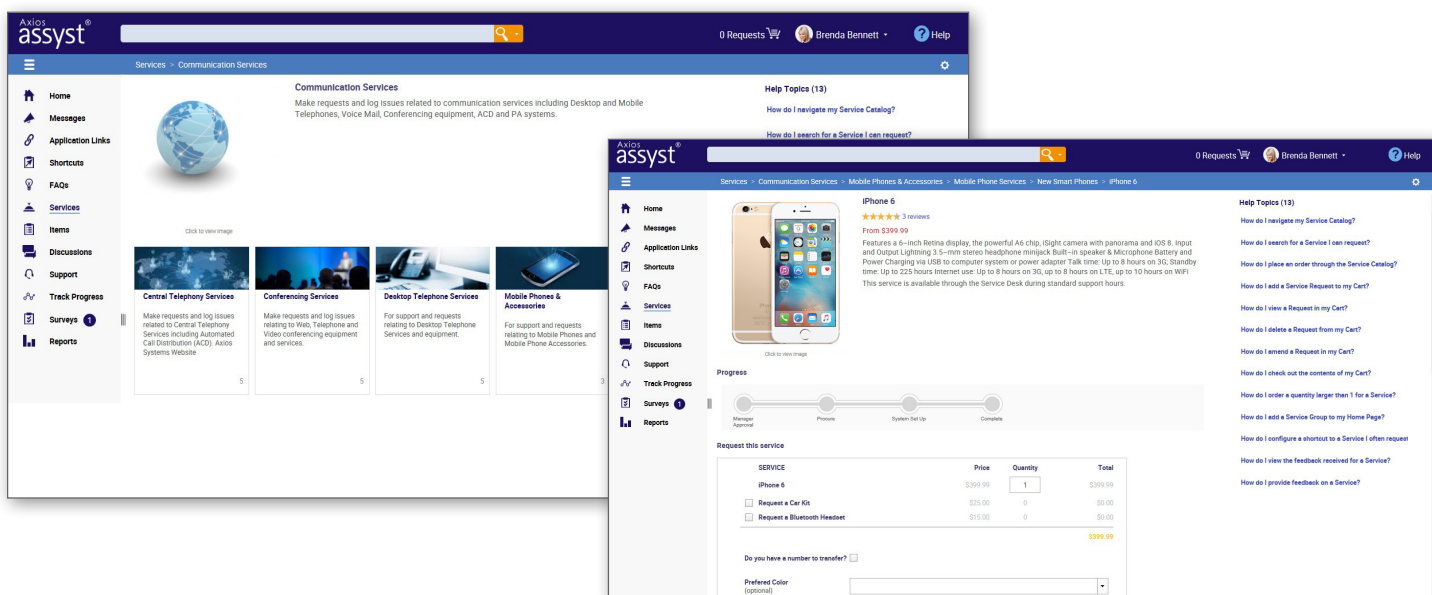 Axios
assyst®
0 Requests
Brenda Bennett
? Help
Services > Communication Services
Home
Messages
Application Links
Shortcuts
FAQs
Services
Items
Discussions
Support
Track Progress
Surveys 1
Reports
Click to view image
Communication Services
Make requests and log issues related to communication services including Desktop and Mobile
Telephones, Voice Mail, Conferencing equipment, ACD and PA systems.
Help Topics (13)
How do I navigate my Service Catalog?
How do I search for a Service I can request?
Central Telephony Services
Make requests and log issues
related to Central Telephony
Services including Automated
Call Distribution (ACD). Axios
Systems Website
5
Conferencing Services
Make requests and log issues
relating to Web, Telephone and
Video conferencing equipment
and services.
5
Desktop Telephone Services
For support and requests
relating to Desktop Telephone
Services and equipment.
5
Mobile Phones &
Accessories
For support and requests
relating to Mobile Phones and
Mobile Phone Accessories.
3
Axios
assyst®
0 Requests
Brenda Bennett
? Help
Services > Communication Services > Mobile Phones & Accessories > Mobile Phone Services > New Smart Phones > iPhone 6
Home
Messages
Application Links
Shortcuts
FAQs
Services
Items
Discussions
Support
Track Progress
Surveys 1
Reports
Click to view image
iPhone 6
3 reviews
From $399.99
Features a 6-inch Retina display, the powerful A6 chip, iSight camera with panorama and iOS 8. Input
and Output Lightning 3.5-mm stereo headphone minijack Built-in speaker & Microphone Battery and
Power Charging via USB to computer system or power adapter Talk time: Up to 8 hours on 3G; Standby
time: Up to 225 hours Internet use: Up to 8 hours on 3G, up to 8 hours on LTE, up to 10 hours on WiFi
This service is available through the Service Desk during standard support hours.
Progress
Manager
Approval
Procure
System Set Up
Complete
Request this service
SERVICE Price Quantity Total
iPhone 6 $399.99 1 $399.99
Request a Car Kit $25.00 0 $0.00
Request a Bluetooth Headset $15.00 0 $0.00
$399.99
Do you have a number to transfer?
Prefered Color
(optional)
Help Topics (13)
How do I navigate my Service Catalog?
How do I search for a Service I can request?
How do I place an order through the Service Catalog?
How do I add a Service Request to my Cart?
How do I view a Request in my Cart?
How do I delete a Request from my Cart?
How do I amend a Request in my Cart?
How do I check out the contents of my Cart?
How do I order a quantity larger than 1 for a Service?
How do I add a Service Group to my Home Page?
How do I configure a shortcut to a Service I often request
How do I view the feedback received for a Service?
How do I provide feedback on a Service?